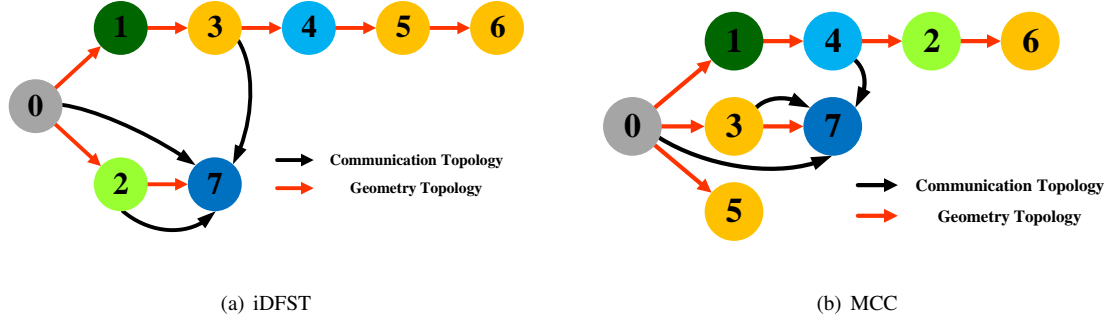 1 3 4 5 6
0
2 7
Communication Topology
Geometry Topology
(a) iDFST
1 4 2 6
0 3 7
5
Communication Topology
Geometry Topology
(b) MCC